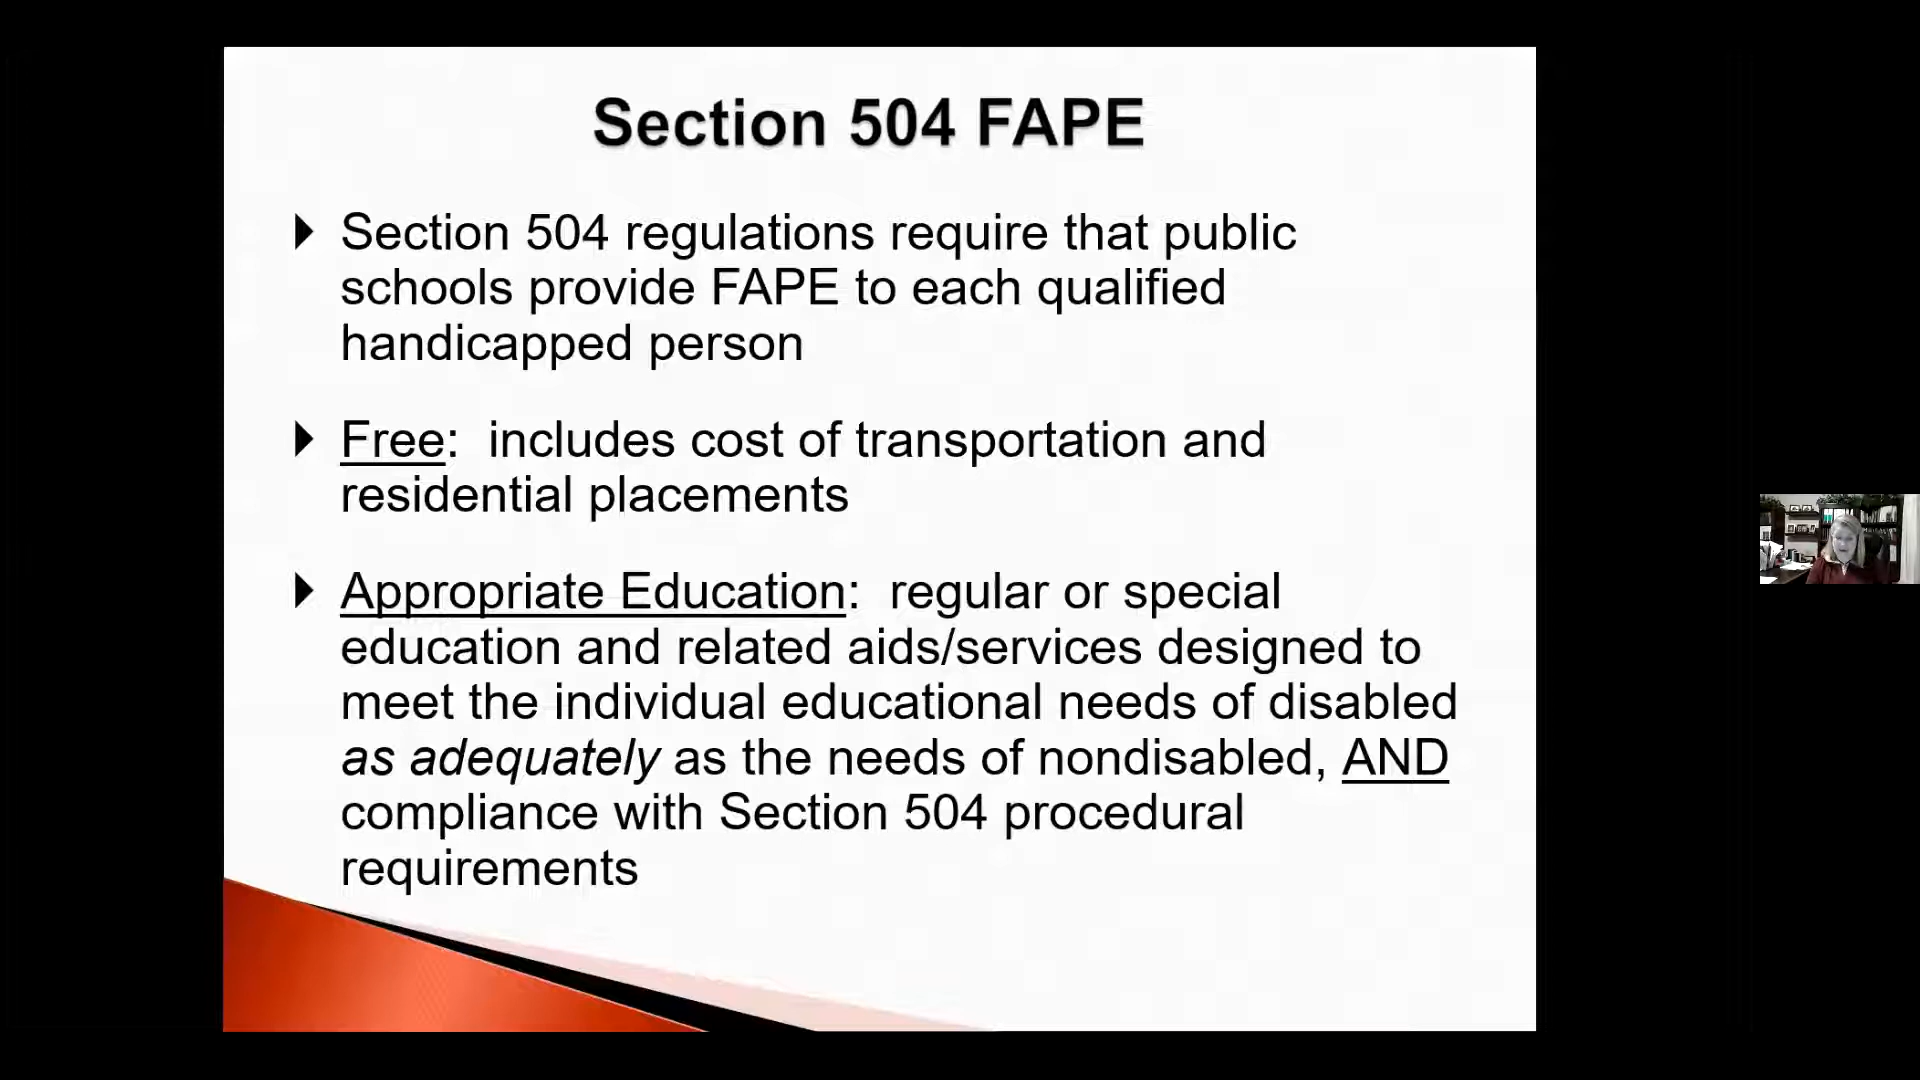 Section 504 FAPE
Section 504 regulations require that public
schools provide FAPE to each qualified
handicapped person
Free:  includes cost of transportation and
residential placements
Appropriate Education:  regular or special
education and related aids/services designed to
meet the individual educational needs of disabled
as adequately as the needs of nondisabled, AND
compliance with Section 504 procedural
requirements